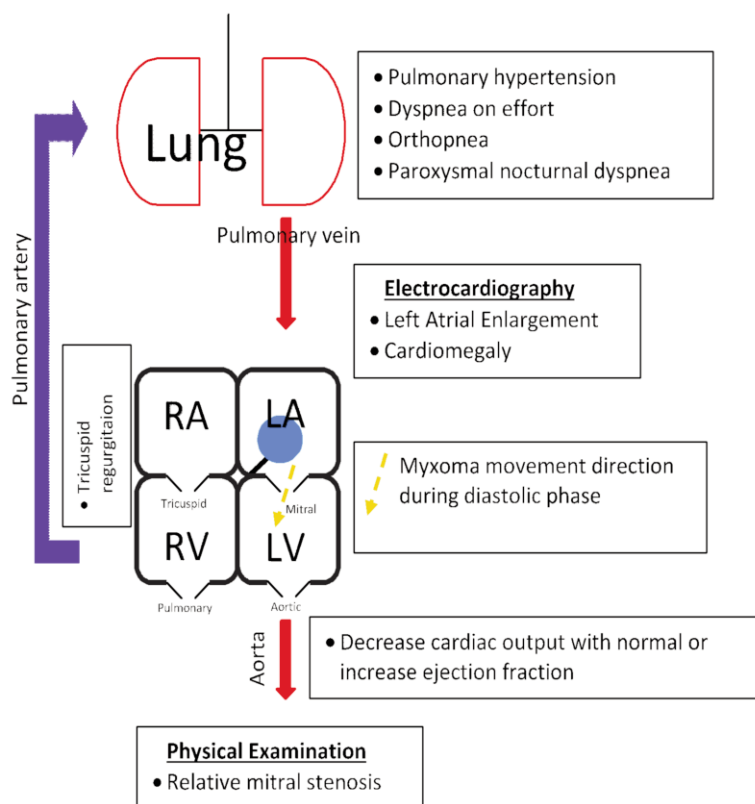 • Pulmonary hypertension
• Dyspnea on effort
• Orthopnea
• Paroxysmal nocturnal dyspnea
Lung
Pulmonary vein
Pulmonary artery
Electrocardiography
• Left Atrial Enlargement
• Cardiomegaly
• Tricuspid
regurgitaion
RA
LA
Tricuspid
Mitral
RV
LV
Pulmonary
Aortic
Myxoma movement direction
during diastolic phase
Aorta
• Decrease cardiac output with normal or
increase ejection fraction
Physical Examination
• Relative mitral stenosis